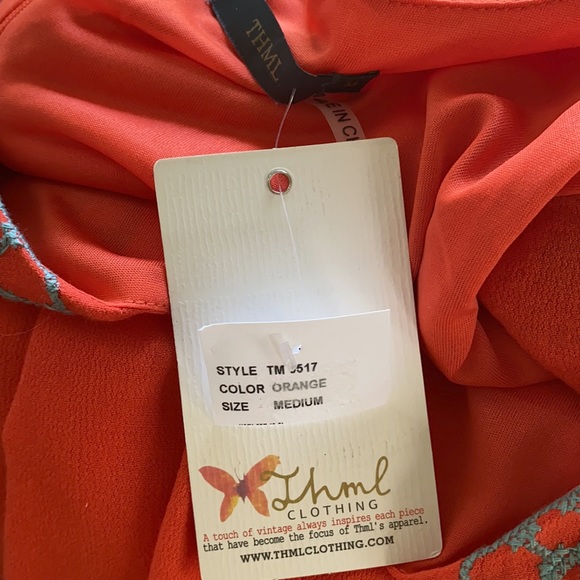 THML
STYLE TM 517
COLOR ORANGE
SIZE - MEDIUM
Thml
CLOTHING
A touch of vintage always inspires each piece
that have become the focus of Thml's apparel.
WWW.THMLCLOTHING.COM